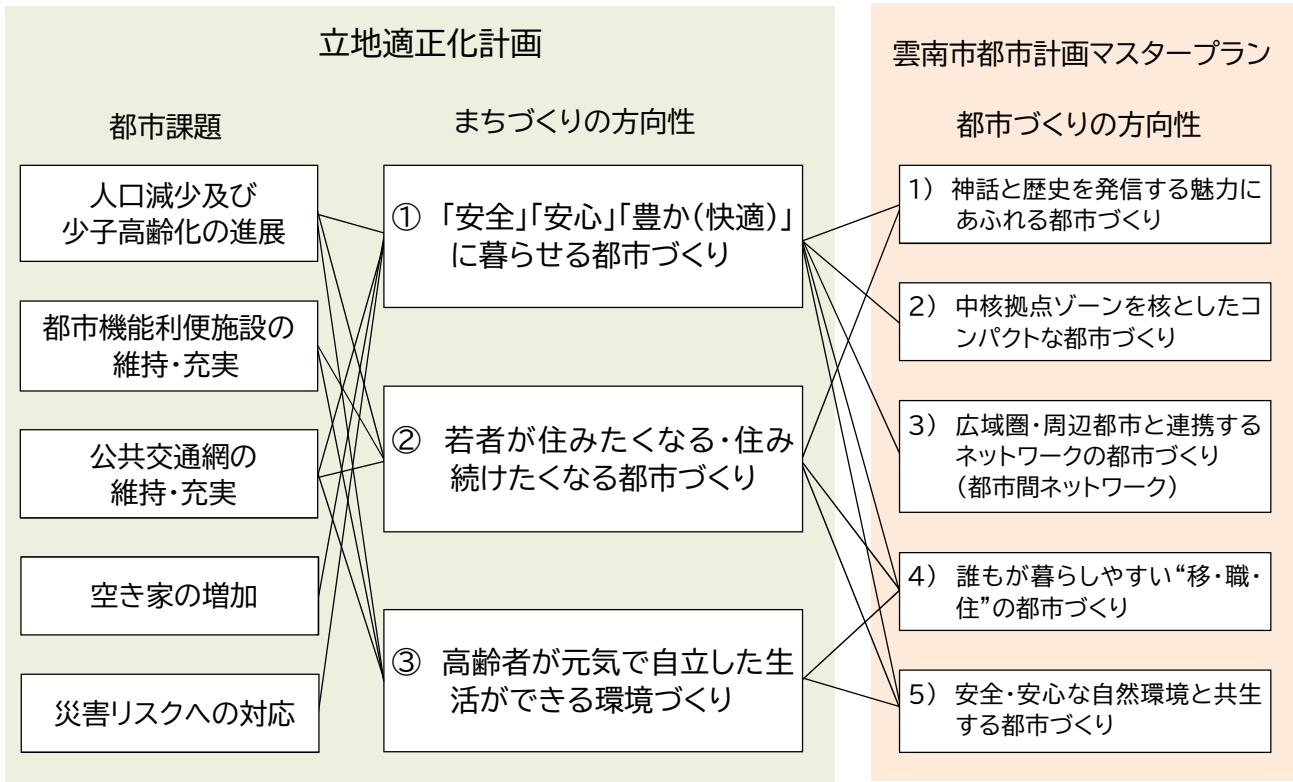 立地適正化計画
都市課題
人口減少及び
少子高齢化の進展
都市機能利便施設の
維持・充実
公共交通網の
維持・充実
空き家の増加
災害リスクへの対応
まちづくりの方向性
① 「安全」「安心」「豊か(快適)」
に暮らせる都市づくり
② 若者が住みたくなる・住み
続けたくなる都市づくり
③ 高齢者が元気で自立した生
活ができる環境づくり
雲南市都市計画マスタープラン
都市づくりの方向性
1) 神話と歴史を発信する魅力に
あふれる都市づくり
2) 中核拠点ゾーンを核としたコ
ンパクトな都市づくり
3) 広域圏・周辺都市と連携する
ネットワークの都市づくり
(都市間ネットワーク)
4) 誰もが暮らしやすい“移・職・
住”の都市づくり
5) 安全・安心な自然環境と共生
する都市づくり